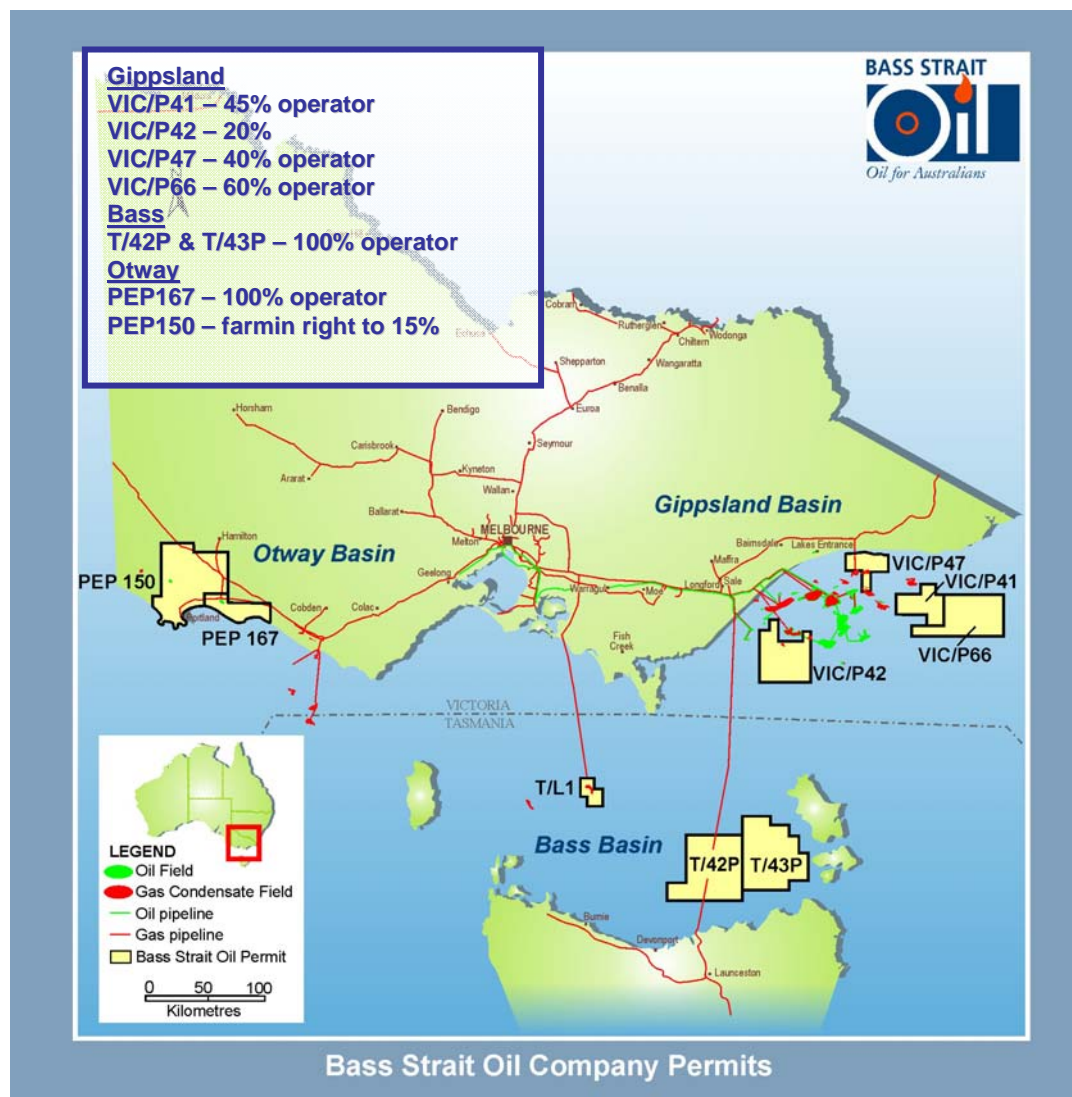 Gippsland
VIC/P41 – 45% operator
VIC/P42 – 20%
VIC/P47 – 40% operator
VIC/P66 – 60% operator
Bass
T/42P & T/43P – 100% operator
Otway
PEP167 – 100% operator
PEP150 – farmin right to 15%
BASS STRAIT
Oil
Oil for Australians
Cobram
Rutherglen
Wodonga
Chiltern
Echuca
Shepparton
Wangaratta
Benalla
Horsham
Bendigo
Euroa
Carisbrook
Seymour
Kyneton
Ararat
Wallan
Ballarat
Gippsland Basin
MELBOURNE
Melton
Hamilton
Otway Basin
Bairnsdale
Lakes Entrance
Maffra
VIC/P47
PEP 150
Geelong
Longford
Sale
VIC/P41
Warragul
Moe
Cobden
Colac
Portland
PEP 167
Fish
Creek
VIC/P66
VIC/P42
VICTORIA
TASMANIA
T/L1
Bass Basin
T/42P
T/43P
LEGEND
Oil Field
Gas Condensate Field
Oil pipeline
Gas pipeline
Bass Strait Oil Permit
0 50 100
Kilometres
Burnie
Devonport
Launceston
Bass Strait Oil Company Permits